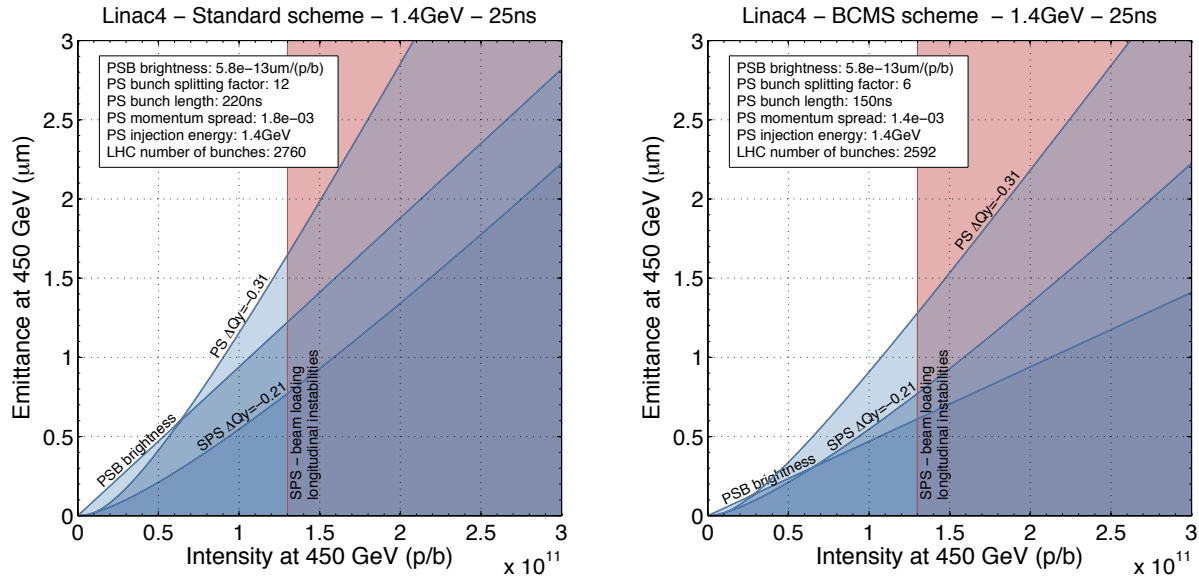 Linac4 − Standard scheme − 1.4GeV − 25ns
3
2.5
2
1.5
1
0.5
0
Emittance at 450 GeV (μm)
PSB brightness: 5.8e−13um/(p/b)
PS bunch splitting factor: 12
PS bunch length: 220ns
PS momentum spread: 1.8e−03
PS injection energy: 1.4GeV
LHC number of bunches: 2760
PS ΔQy=−0.31
PSB brightness
SPS ΔQy=−0.21
SPS − beam loading
longitudinal instabilities
0 0.5 1 1.5 2 2.5 3
Intensity at 450 GeV (p/b)
x 10^11
Linac4 − BCMS scheme − 1.4GeV − 25ns
3
2.5
2
1.5
1
0.5
0
Emittance at 450 GeV (μm)
PSB brightness: 5.8e−13um/(p/b)
PS bunch splitting factor: 6
PS bunch length: 150ns
PS momentum spread: 1.4e−03
PS injection energy: 1.4GeV
LHC number of bunches: 2592
PS ΔQy=−0.31
PSB brightness
SPS ΔQy=−0.21
SPS − beam loading
longitudinal instabilities
0 0.5 1 1.5 2 2.5 3
Intensity at 450 GeV (p/b)
x 10^11